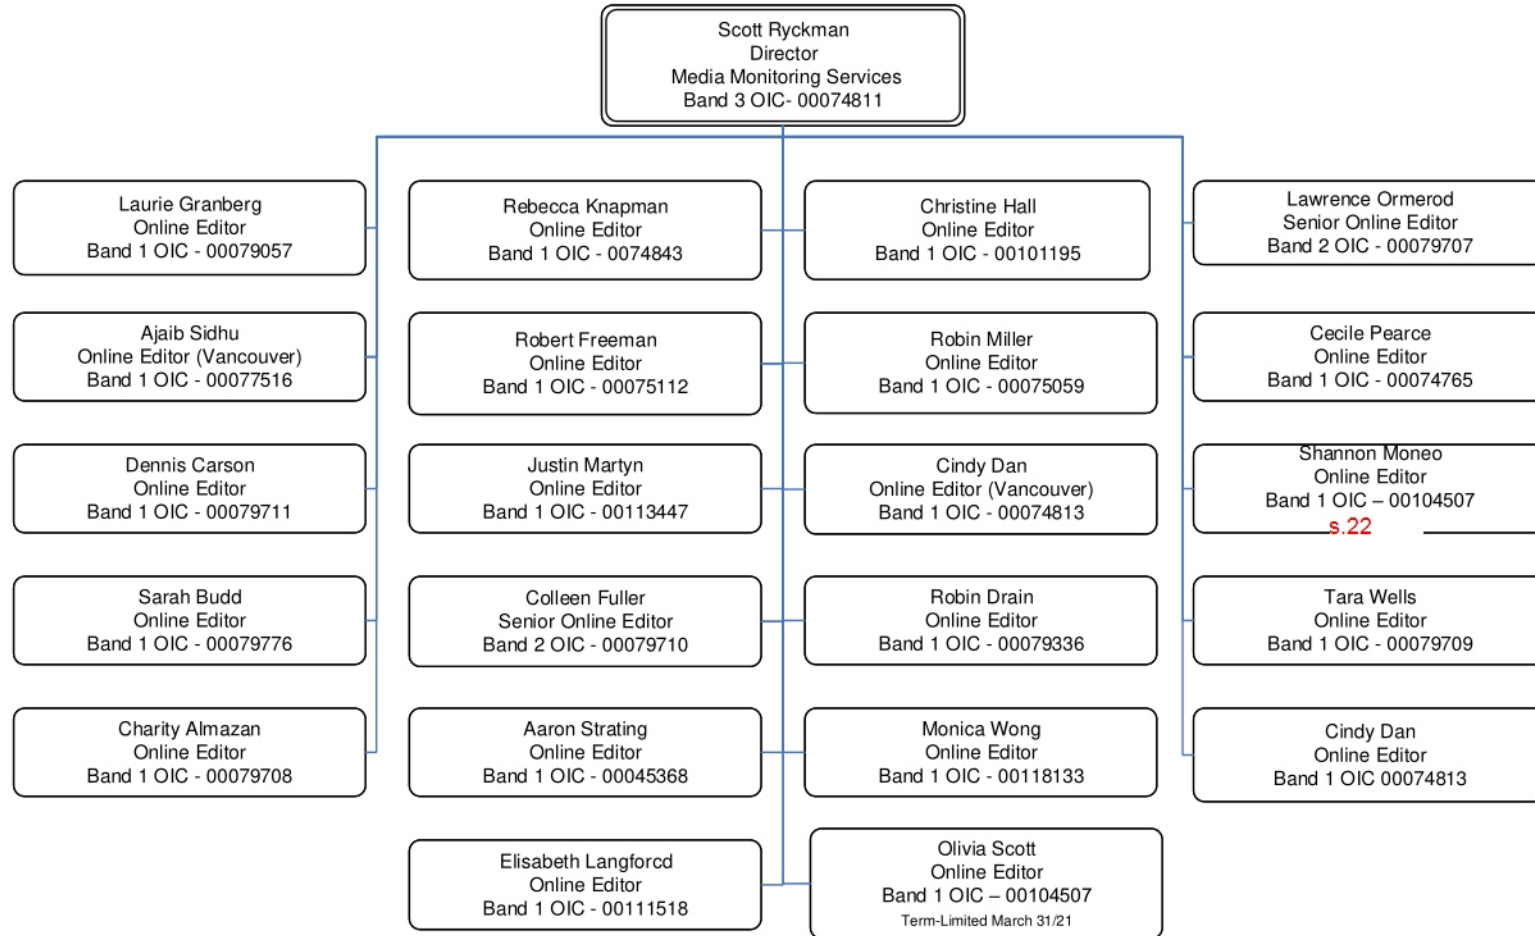 Scott Ryckman
Director
Media Monitoring Services
Band 3 OIC- 00074811
Laurie Granberg
Online Editor
Band 1 OIC - 00079057
Rebecca Knapman
Online Editor
Band 1 OIC - 0074843
Christine Hall
Online Editor
Band 1 OIC - 00101195
Lawrence Ormerod
Senior Online Editor
Band 2 OIC - 00079707
Ajaib Sidhu
Online Editor (Vancouver)
Band 1 OIC - 00077516
Robert Freeman
Online Editor
Band 1 OIC - 00075112
Robin Miller
Online Editor
Band 1 OIC - 00075059
Cecile Pearce
Online Editor
Band 1 OIC - 00074765
Dennis Carson
Online Editor
Band 1 OIC - 00079711
Justin Martyn
Online Editor
Band 1 OIC - 00113447
Cindy Dan
Online Editor (Vancouver)
Band 1 OIC - 00074813
Shannon Moneo
Online Editor
Band 1 OIC – 00104507
s.22
Sarah Budd
Online Editor
Band 1 OIC - 00079776
Colleen Fuller
Senior Online Editor
Band 2 OIC - 00079710
Robin Drain
Online Editor
Band 1 OIC - 00079336
Tara Wells
Online Editor
Band 1 OIC - 00079709
Charity Almazan
Online Editor
Band 1 OIC - 00079708
Aaron Strating
Online Editor
Band 1 OIC - 00045368
Monica Wong
Online Editor
Band 1 OIC - 00118133
Cindy Dan
Online Editor
Band 1 OIC 00074813
Elisabeth Langforcd
Online Editor
Band 1 OIC - 00111518
Olivia Scott
Online Editor
Band 1 OIC – 00104507
Term-Limited March 31/21